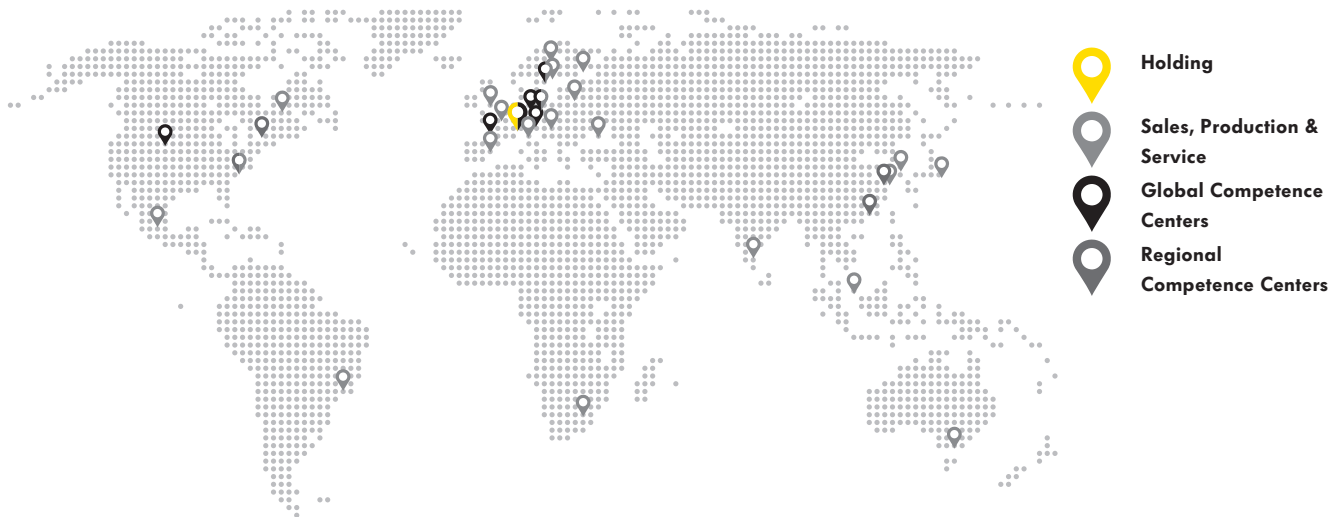 Holding
Sales, Production &
Service
Global Competence
Centers
Regional
Competence Centers